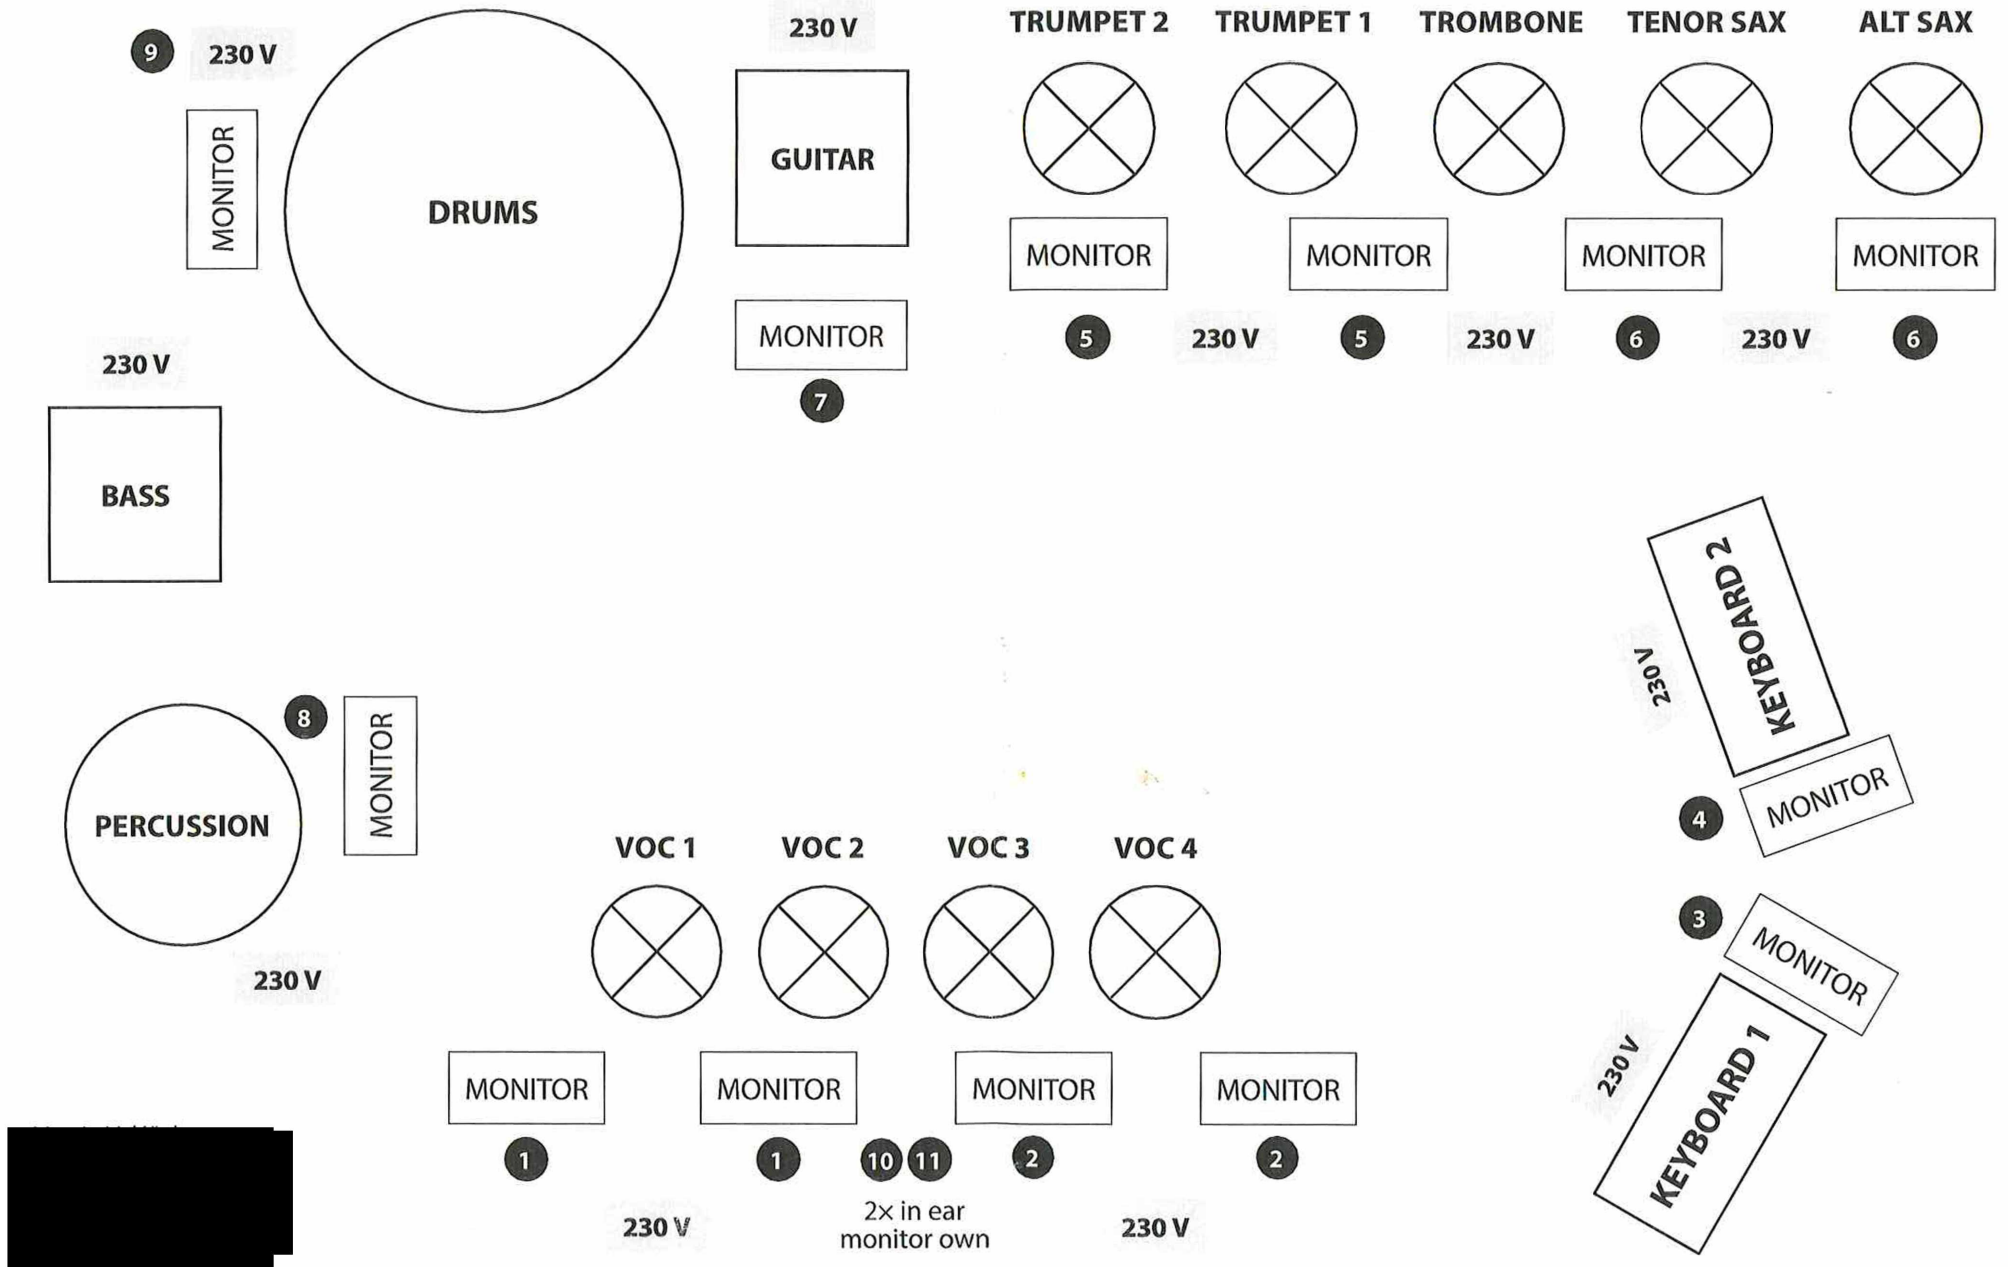 9 230 V
230 V
TRUMPET 2 TRUMPET 1 TROMBONE TENOR SAX ALT SAX
MONITOR
DRUMS
GUITAR
MONITOR MONITOR MONITOR MONITOR
MONITOR
5 230 V 5 230 V 6 230 V 6
7
230 V
BASS
KEYBOARD 2
230 V
MONITOR
4
8
MONITOR
PERCUSSION
230 V
VOC 1 VOC 2 VOC 3 VOC 4
3
MONITOR
230 V
KEYBOARD 1
MONITOR MONITOR MONITOR MONITOR
1 1 10 11 2 2
230 V
2× in ear
monitor own
230 V